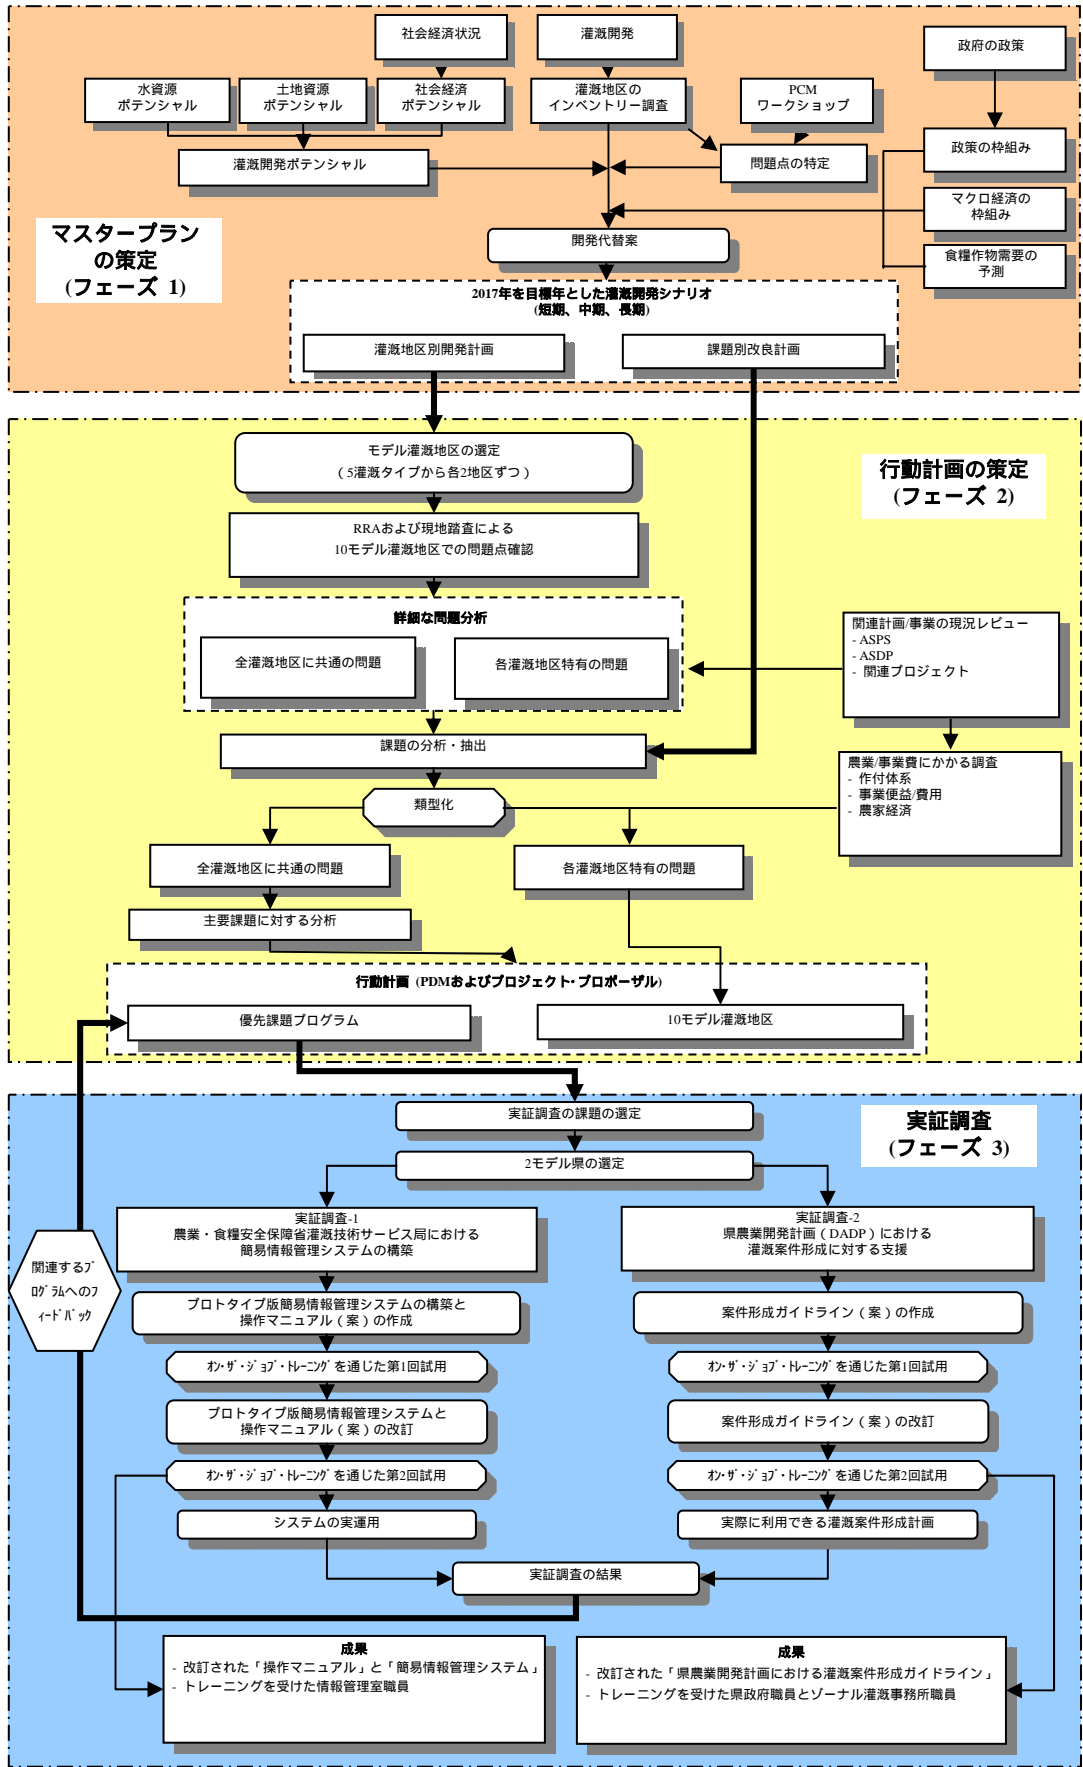 社会経済状況
灌漑開発
政府の政策
水資源
ポテンシャル
土地資源
ポテンシャル
社会経済
ポテンシャル
灌漑地区の
インベントリー調査
PCM
ワークショップ
灌漑開発ポテンシャル
問題点の特定
政策の枠組み
マクロ経済の
枠組み
食糧作物需要の
予測
マスタープラン
の策定
(フェーズ 1)
開発代替案
2017年を目標年とした灌漑開発シナリオ
(短期、中期、長期)
灌漑地区別開発計画
課題別改良計画
行動計画の策定
(フェーズ 2)
モデル灌漑地区の選定
(5灌漑タイプから各2地区ずつ)
RRAおよび現地踏査による
10モデル灌漑地区での問題点確認
詳細な問題分析
全灌漑地区に共通の問題
各灌漑地区特有の問題
関連計画/事業の現況レビュー
- ASPS
- ASDP
- 関連プロジェクト
課題の分析・抽出
農業/事業費にかかる調査
- 作付体系
- 事業便益/費用
- 農家経済
類型化
全灌漑地区に共通の問題
各灌漑地区特有の問題
主要課題に対する分析
行動計画 (PDMおよびプロジェクト・プロポーザル)
優先課題プログラム
10モデル灌漑地区
実証調査
(フェーズ 3)
実証調査の課題の選定
2モデル県の選定
実証調査-1
農業・食糧安全保障省灌漑技術サービス局における
簡易情報管理システムの構築
実証調査-2
県農業開発計画(DADP)における
灌漑案件形成に対する支援
関連するプ
ログラムへのフ
ィードバック
プロトタイプ版簡易情報管理システムの構築と
操作マニュアル(案)の作成
案件形成ガイドライン(案)の作成
オン・ザ・ジョブ・トレーニングを通じた第1回試用
オン・ザ・ジョブ・トレーニングを通じた第1回試用
プロトタイプ版簡易情報管理システムと
操作マニュアル(案)の改訂
案件形成ガイドライン(案)の改訂
オン・ザ・ジョブ・トレーニングを通じた第2回試用
オン・ザ・ジョブ・トレーニングを通じた第2回試用
システムの実運用
実際に利用できる灌漑案件形成計画
実証調査の結果
成果
- 改訂された「操作マニュアル」と「簡易情報管理システム」
- トレーニングを受けた情報管理室職員
成果
- 改訂された「県農業開発計画における灌漑案件形成ガイドライン」
- トレーニングを受けた県政府職員とゾーナル灌漑事務所職員